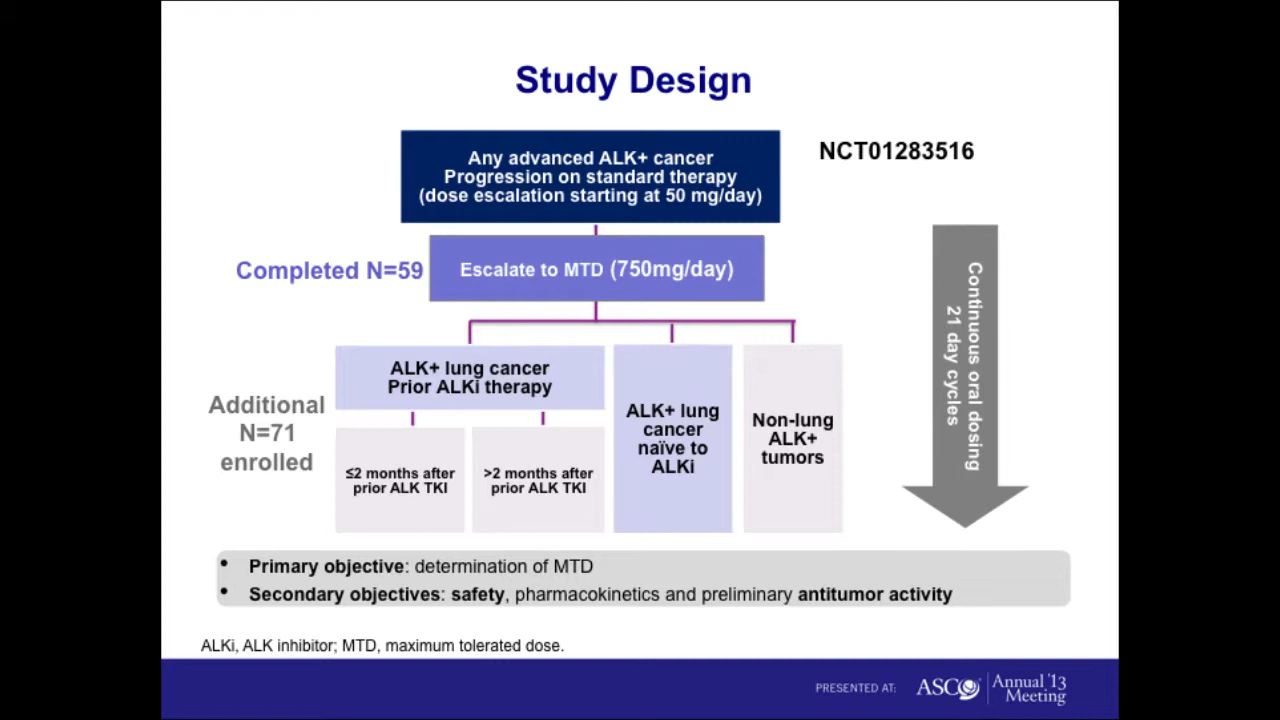 Study Design
Any advanced ALK+ cancer
Progression on standard therapy
(dose escalation starting at 50 mg/day)
NCT01283516
Completed N=59
Escalate to MTD (750mg/day)
ALK+ lung cancer
Prior ALKi therapy
≤2 months after
prior ALK TKI
>2 months after
prior ALK TKI
ALK+ lung
cancer
naïve to
ALKi
Non-lung
ALK+
tumors
Additional
N=71
enrolled
Continuous oral dosing
21 day cycles
• Primary objective: determination of MTD
• Secondary objectives: safety, pharmacokinetics and preliminary antitumor activity
ALKi, ALK inhibitor; MTD, maximum tolerated dose.
PRESENTED AT:
ASCO
Annual '13
Meeting